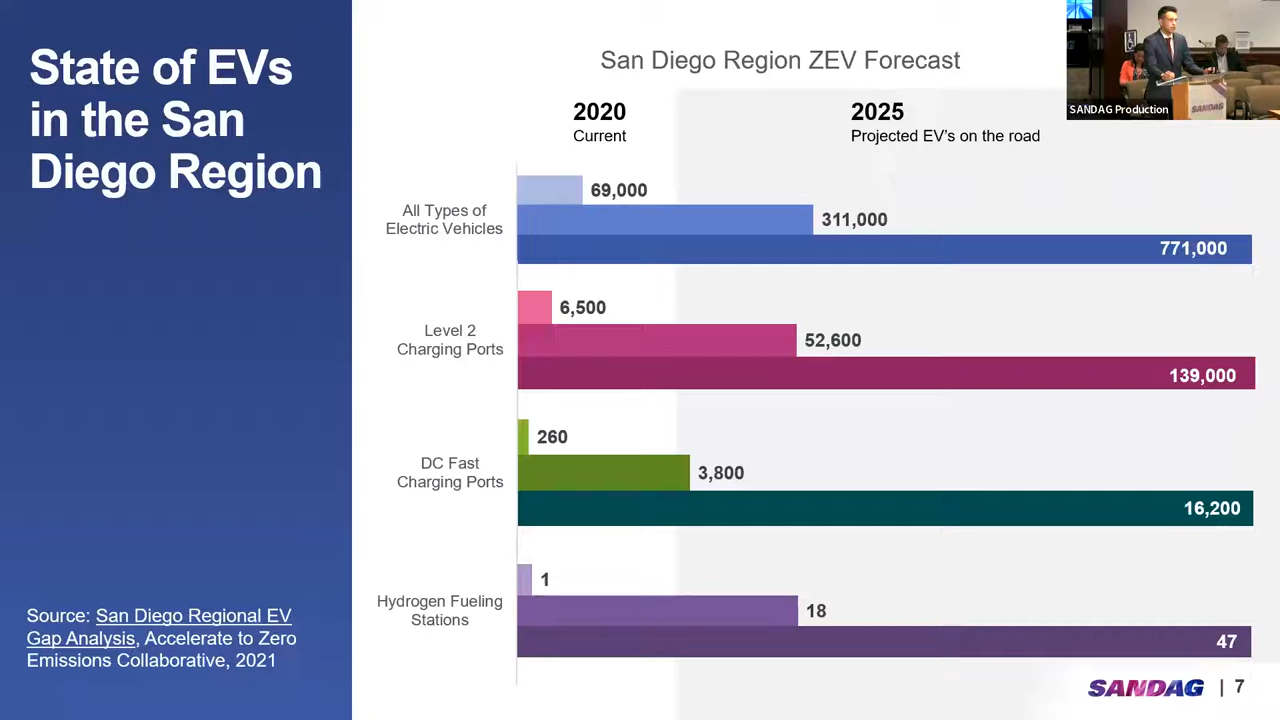 State of EVs
in the San
Diego Region
Source: San Diego Regional EV
Gap Analysis, Accelerate to Zero
Emissions Collaborative, 2021
San Diego Region ZEV Forecast
2020
Current
2025
Projected EV's on the road
All Types of
Electric Vehicles
69,000
311,000
771,000
Level 2
Charging Ports
6,500
52,600
139,000
DC Fast
Charging Ports
260
3,800
16,200
Hydrogen Fueling
Stations
1
18
47
SANDAG | 7
SANDAG
SANDAG Production